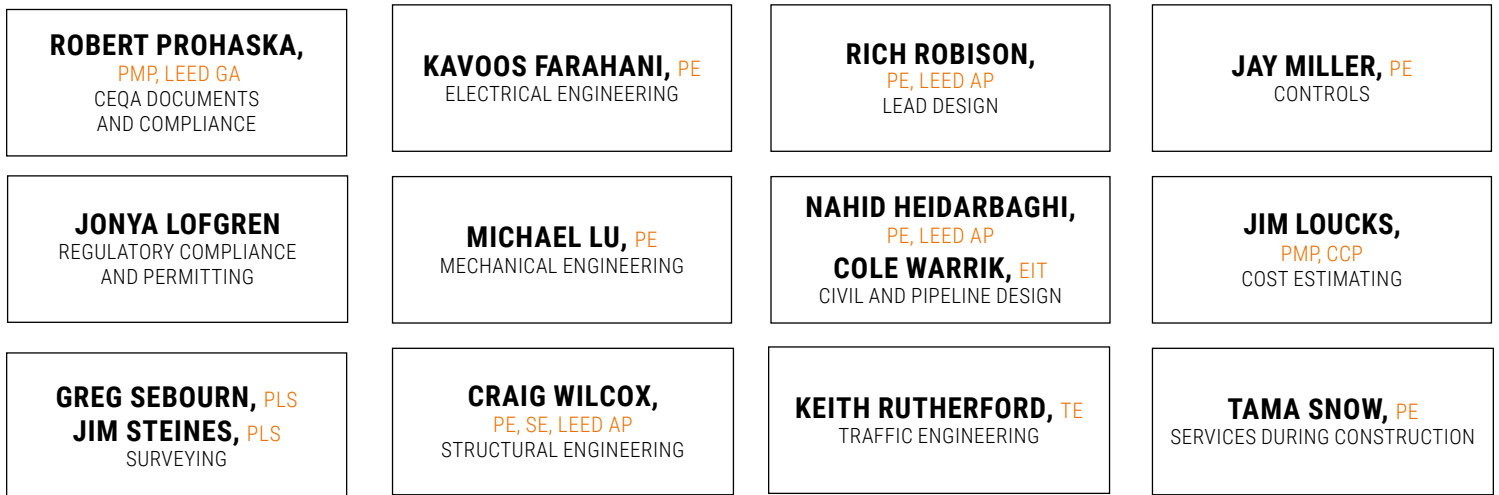 ROBERT PROHASKA,
PMP, LEED GA
CEQA DOCUMENTS
AND COMPLIANCE
KAVOOS FARAHANI, PE
ELECTRICAL ENGINEERING
RICH ROBISON,
PE, LEED AP
LEAD DESIGN
JAY MILLER, PE
CONTROLS
JONYA LOFGREN
REGULATORY COMPLIANCE
AND PERMITTING
MICHAEL LU, PE
MECHANICAL ENGINEERING
NAHID HEIDARBAGHI,
PE, LEED AP
COLE WARRIK, EIT
CIVIL AND PIPELINE DESIGN
JIM LOUCKS,
PMP, CCP
COST ESTIMATING
GREG SEBOURN, PLS
JIM STEINES, PLS
SURVEYING
CRAIG WILCOX,
PE, SE, LEED AP
STRUCTURAL ENGINEERING
KEITH RUTHERFORD, TE
TRAFFIC ENGINEERING
TAMA SNOW, PE
SERVICES DURING CONSTRUCTION